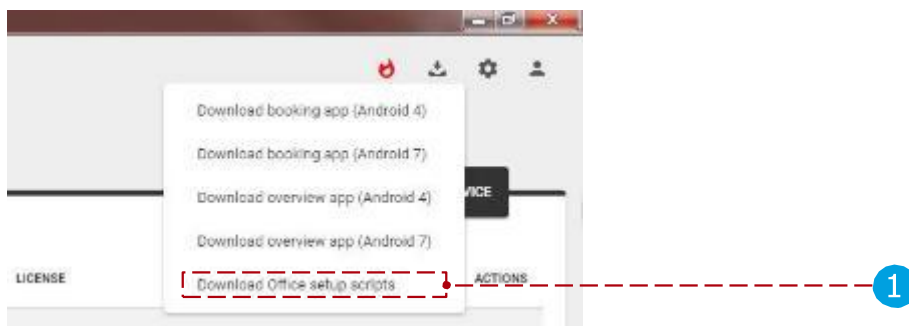 Download booking app (Android 4)
Download booking app (Android 7)
VICE
Download overview app (Android 4)
Download overview app (Android 7)
LICENSE
Download Office setup scripts
ACTIONS
1